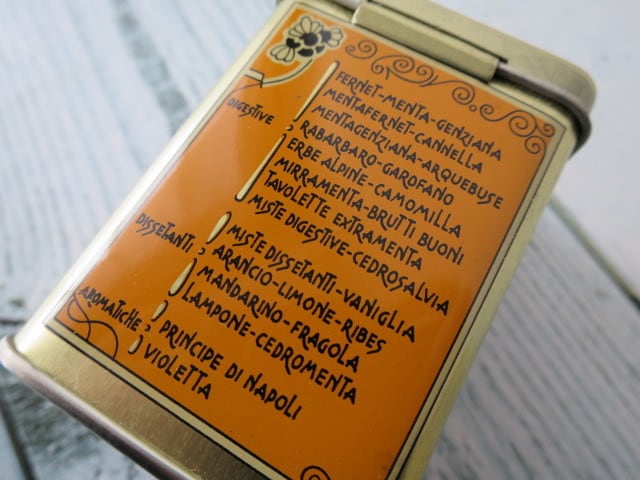 DIGESTIVE
FERNET-MENTA-GENZIANA
MENTAFERNET-CANNELLA
MENTAGENZIANA-ARQUEBUSE
RABARBARO-GAROFANO
ERBE ALPINE-CAMOMILLA
MIRRAMENTA-BRUTTI BUONI
TAVOLETTE EXTRAMENTA
MISTE DIGESTIVE-CEDROSALVIA
DISSETANTI
MISTE DISSETANTI-VANIGLIA
ARANCIO-LIMONE-RIBES
MANDARINO-FRAGOLA
LAMPONE-CEDROMENTA
AROMATICHE
PRINCIPE DI NAPOLI
VIOLETTA